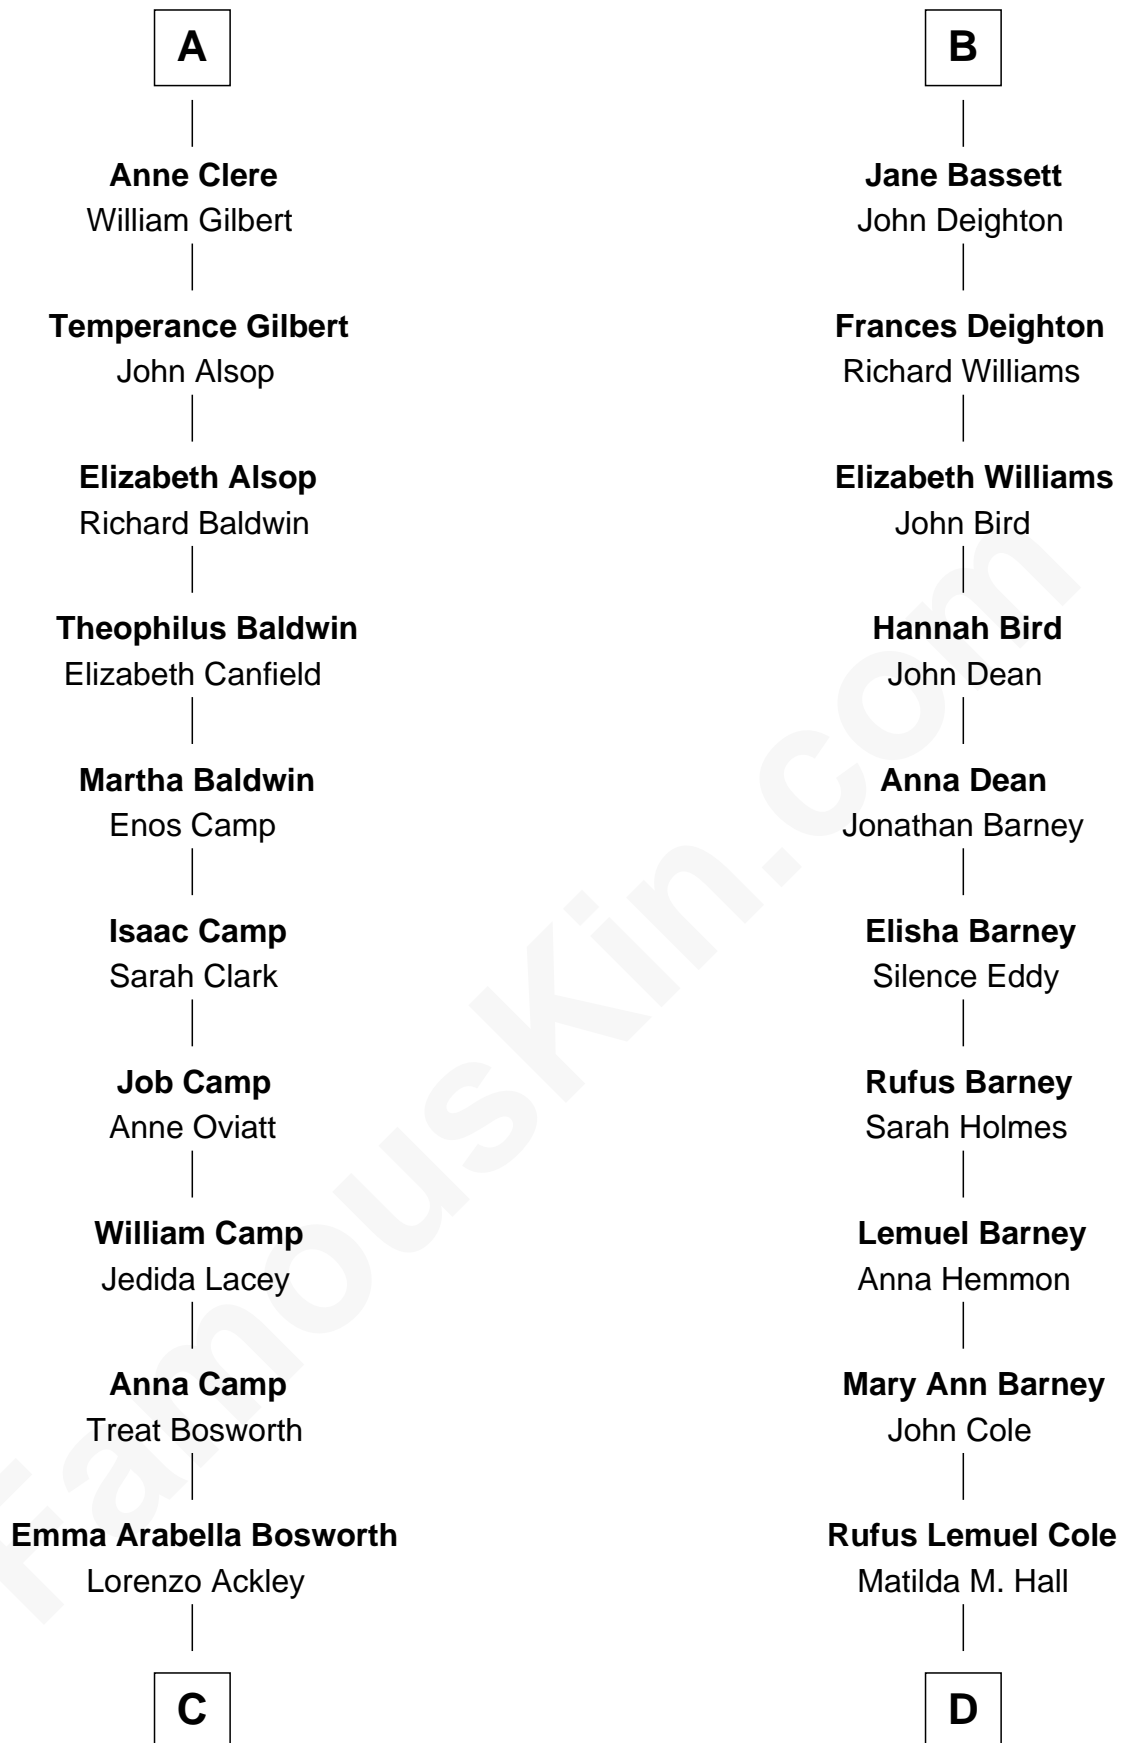 A
Anne Clere
William Gilbert
Temperance Gilbert
John Alsop
Elizabeth Alsop
Richard Baldwin
Theophilus Baldwin
Elizabeth Canfield
Martha Baldwin
Enos Camp
Isaac Camp
Sarah Clark
Job Camp
Anne Oviatt
William Camp
Jedida Lacey
Anna Camp
Treat Bosworth
Emma Arabella Bosworth
Lorenzo Ackley
C
B
Jane Bassett
John Deighton
Frances Deighton
Richard Williams
Elizabeth Williams
John Bird
Hannah Bird
John Dean
Anna Dean
Jonathan Barney
Elisha Barney
Silence Eddy
Rufus Barney
Sarah Holmes
Lemuel Barney
Anna Hemmon
Mary Ann Barney
John Cole
Rufus Lemuel Cole
Matilda M. Hall
D
FamousKin.com